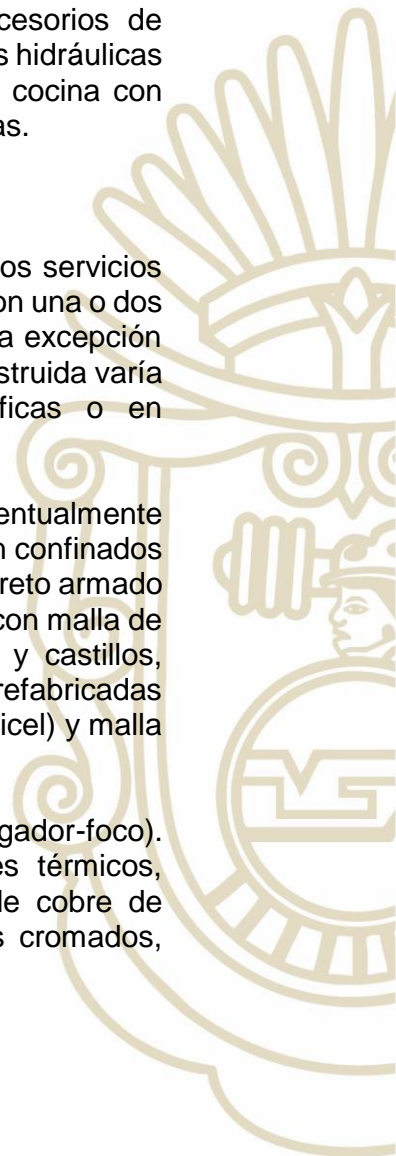 cesorios de
s hidráulicas
cocina con
as.
os servicios
on una o dos
a excepción
struida varía
ficas o en
entualmente
n confinados
reto armado
con malla de
y castillos,
refabricadas
icel) y malla
gador-foco).
es térmicos,
le cobre de
s cromados,